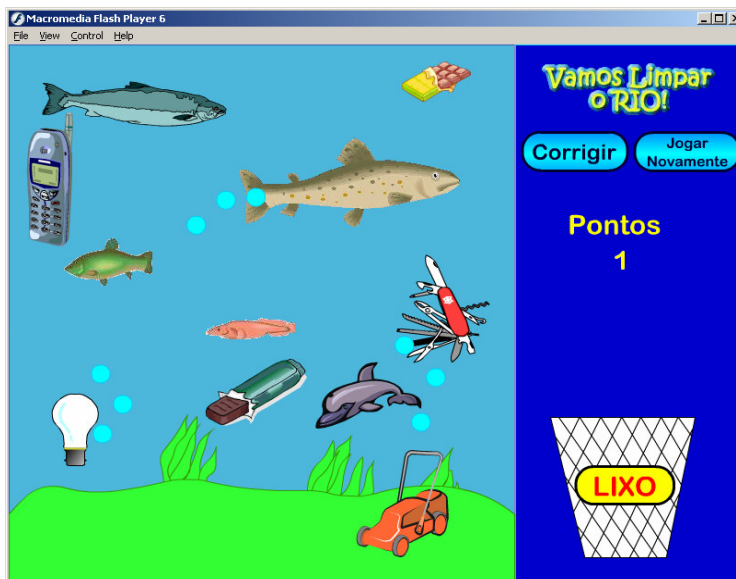 Macromedia Flash Player 6
File View Control Help
Vamos Limpar
o RIO!
Corrigir
Jogar
Novamente
Pontos
1
LIXO